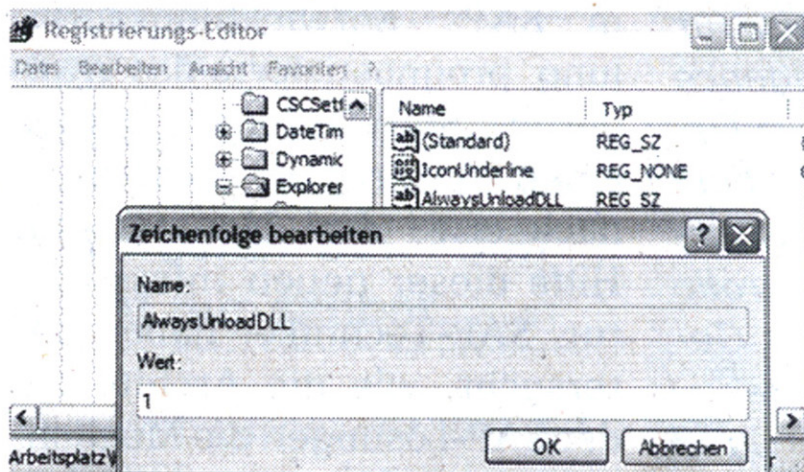 Registrierungs-Editor
Datei Bearbeiten Ansicht Favoriten ?
CSCSett
DateTim
Dynamic
Explorer
Name Typ
(Standard) REG_SZ
IconUnderline REG_NONE
AlwaysUnloadDLL REG_SZ
Zeichenfolge bearbeiten
Name:
AlwaysUnloadDLL
Wert:
1
OK Abbrechen
Arbeitsplatz\